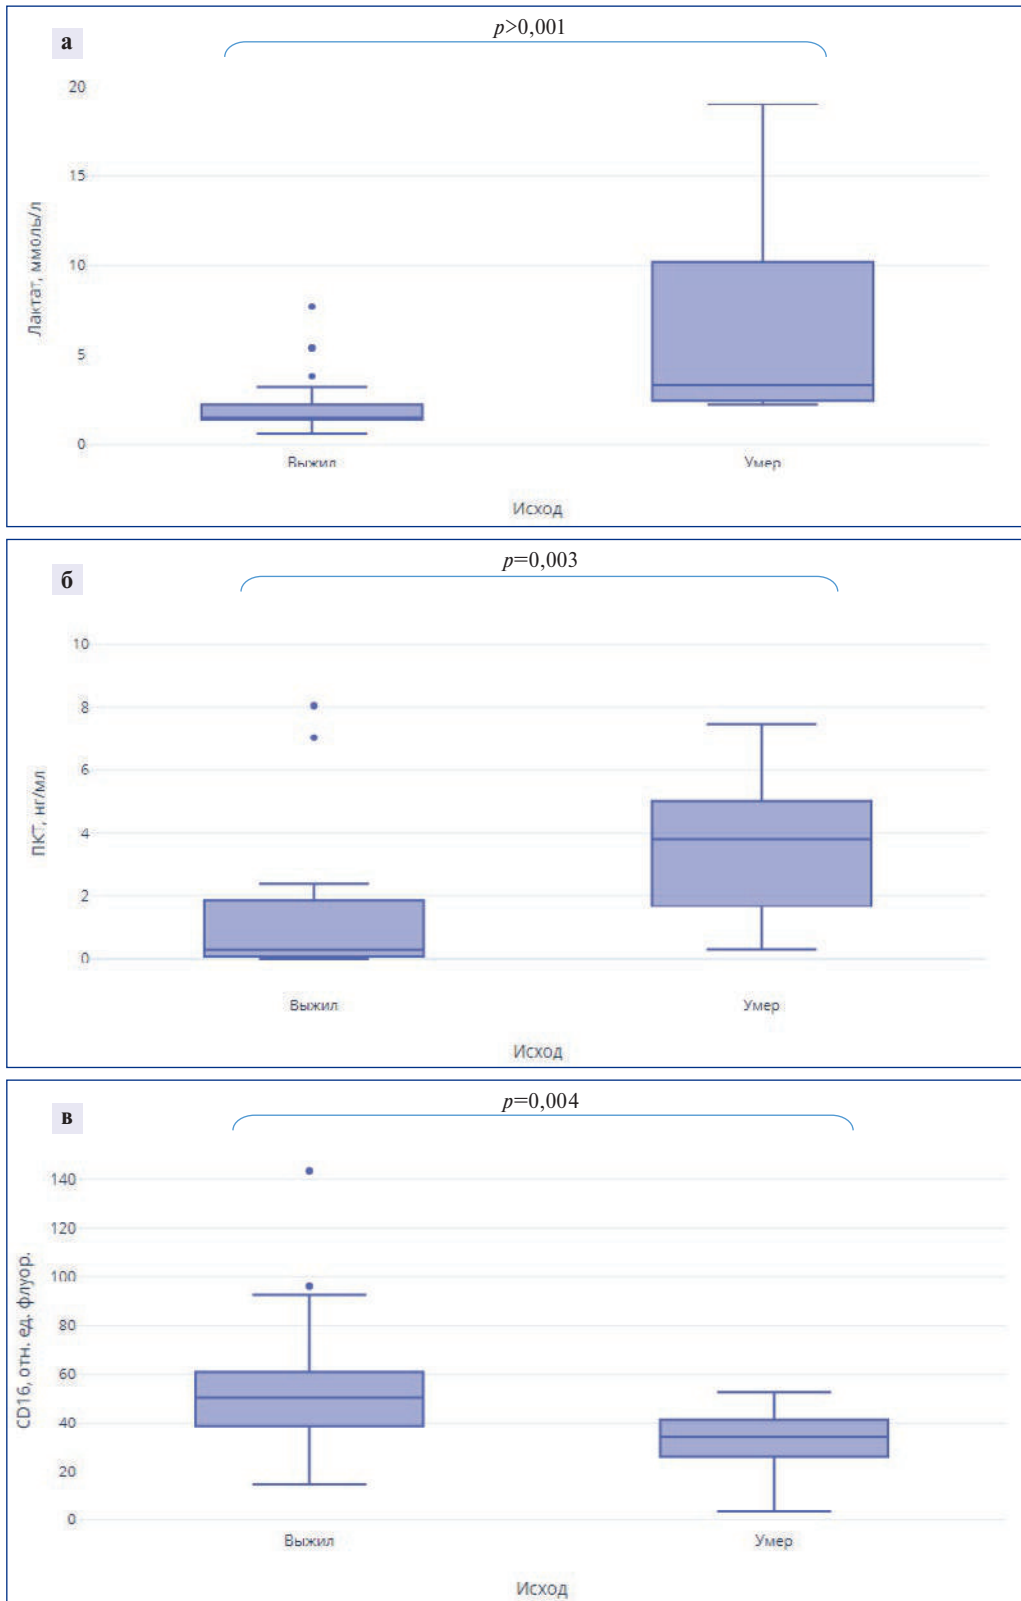 а
p>0,001
20
15
10
5
0
Лактат, ммоль/л
Выжил
Умер
Исход
б
p=0,003
10
8
6
4
2
0
ПКТ, нг/мл
Выжил
Умер
Исход
в
p=0,004
140
120
100
80
60
40
20
0
CD16, отн. ед. флуор.
Выжил
Умер
Исход